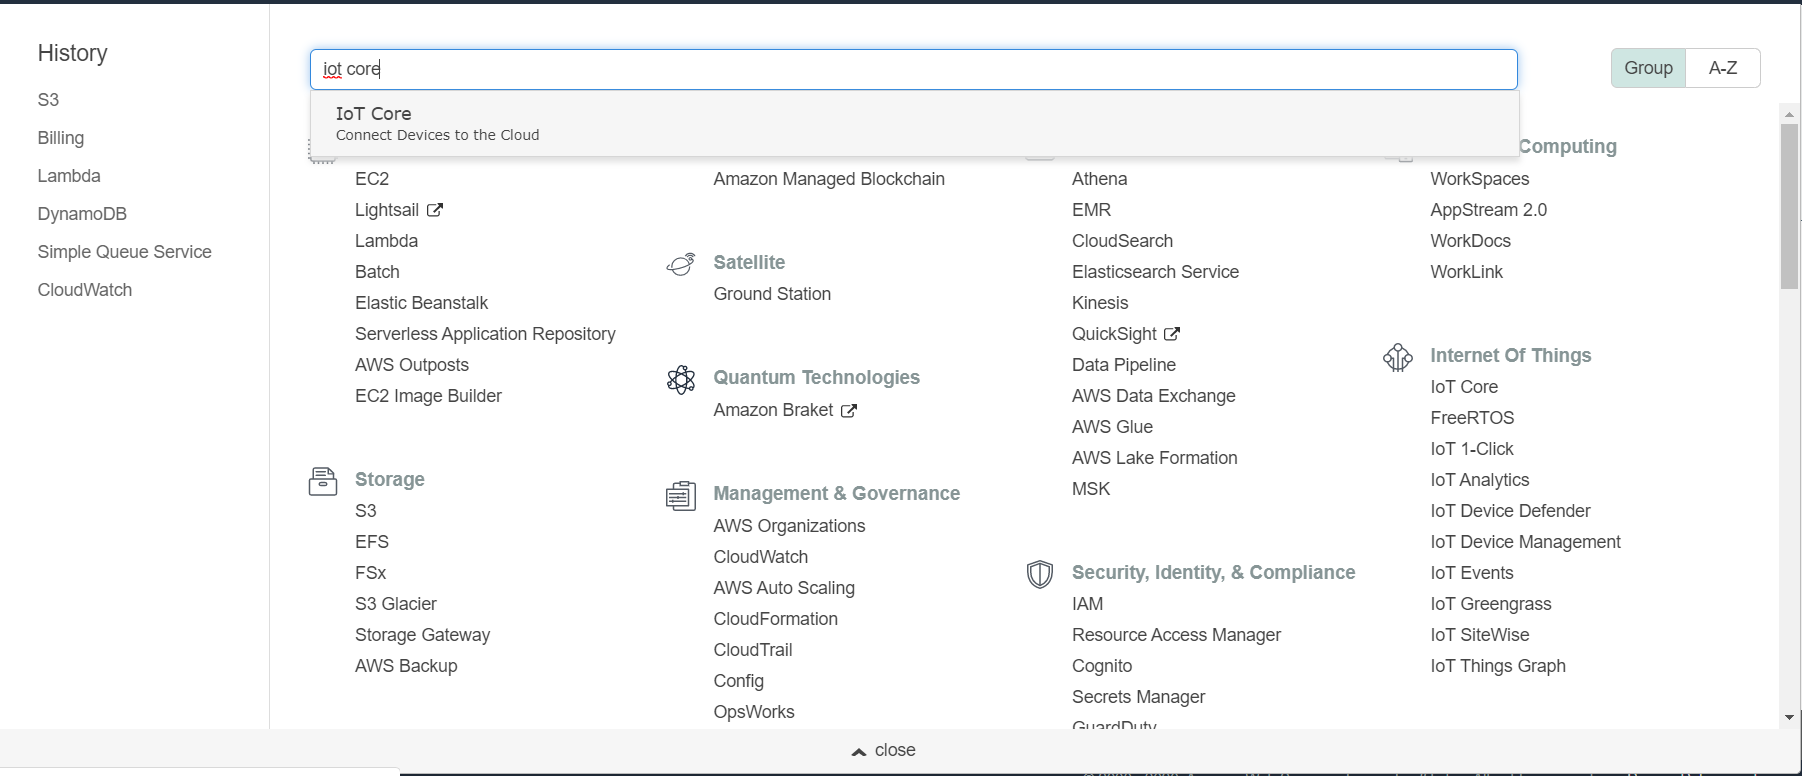 History
S3
Billing
Lambda
DynamoDB
Simple Queue Service
CloudWatch
iot core
Group
A-Z
IoT Core
Connect Devices to the Cloud
EC2
Lightsail
Lambda
Batch
Elastic Beanstalk
Serverless Application Repository
AWS Outposts
EC2 Image Builder
Storage
S3
EFS
FSx
S3 Glacier
Storage Gateway
AWS Backup
Amazon Managed Blockchain
Satellite
Ground Station
Quantum Technologies
Amazon Braket
Management & Governance
AWS Organizations
CloudWatch
AWS Auto Scaling
CloudFormation
CloudTrail
Config
OpsWorks
Athena
EMR
CloudSearch
Elasticsearch Service
Kinesis
QuickSight
Data Pipeline
AWS Data Exchange
AWS Glue
AWS Lake Formation
MSK
Security, Identity, & Compliance
IAM
Resource Access Manager
Cognito
Secrets Manager
GuardDuty
Computing
WorkSpaces
AppStream 2.0
WorkDocs
WorkLink
Internet Of Things
IoT Core
FreeRTOS
IoT 1-Click
IoT Analytics
IoT Device Defender
IoT Device Management
IoT Events
IoT Greengrass
IoT SiteWise
IoT Things Graph
close